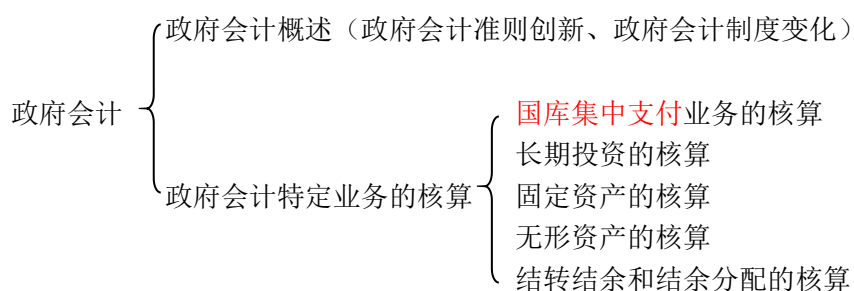 政府会计概述（政府会计准则创新、政府会计制度变化）
政府会计
国库集中支付业务的核算
长期投资的核算
政府会计特定业务的核算
固定资产的核算
无形资产的核算
结转结余和结余分配的核算